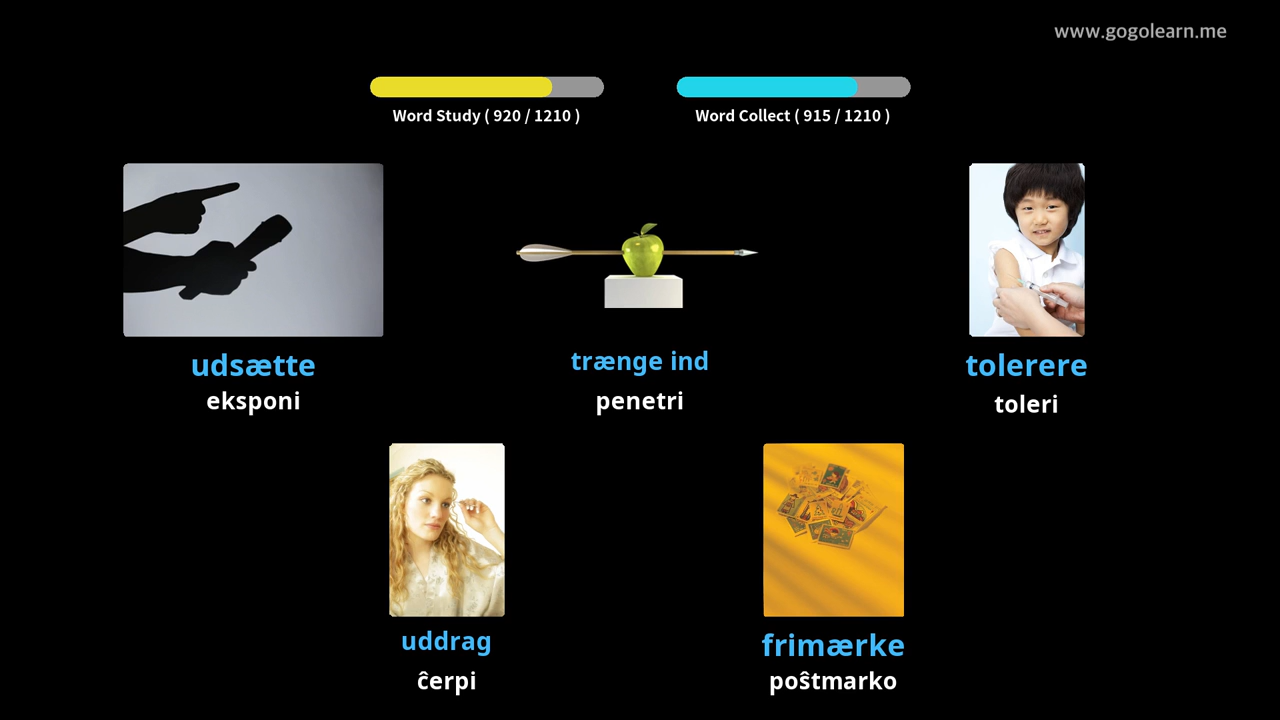 www.gogolearn.me
Word Study ( 920 / 1210 )
Word Collect ( 915 / 1210 )
udsætte
eksponi
trænge ind
penetri
tolerere
toleri
uddrag
ĉerpi
frimærke
poŝtmarko